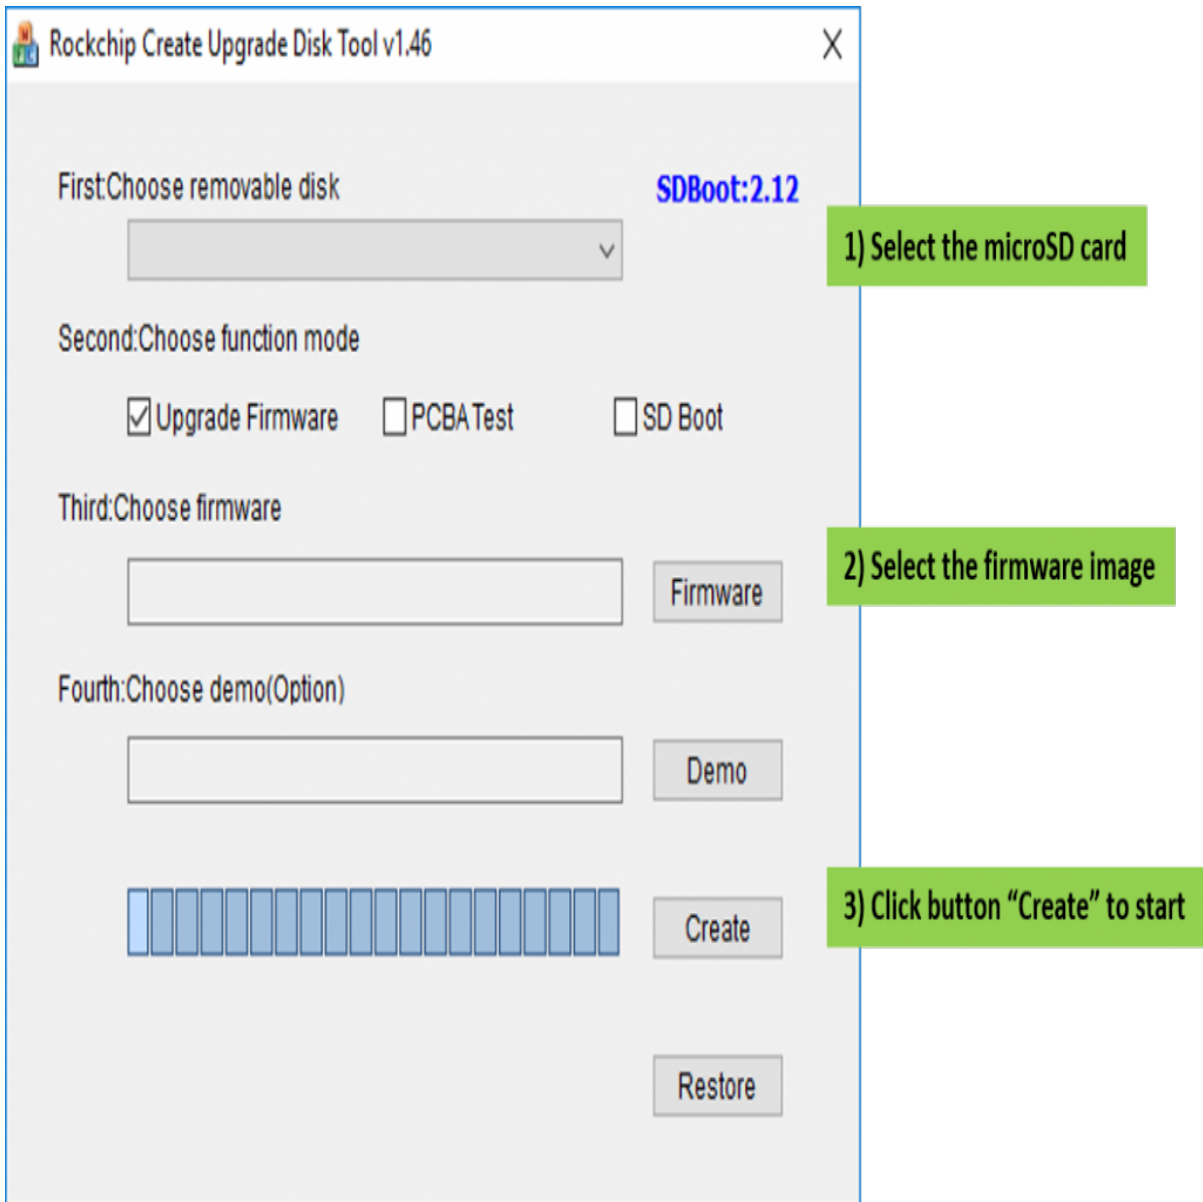 Rockchip Create Upgrade Disk Tool v1.46
First:Choose removable disk
SDBoot:2.12
1) Select the microSD card
Second:Choose function mode
Upgrade Firmware
PCBA Test
SD Boot
Third:Choose firmware
2) Select the firmware image
Firmware
Fourth:Choose demo(Option)
Demo
3) Click button “Create” to start
Create
Restore